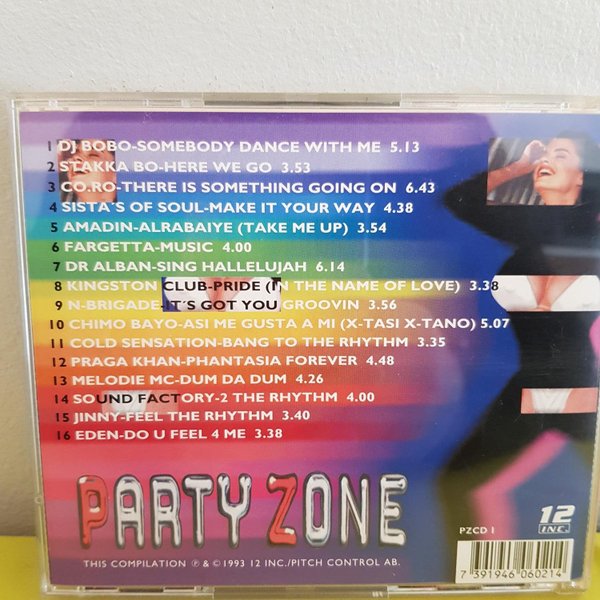 1 DJ BOBO-SOMEBODY DANCE WITH ME 5.13
2 STAKKA BO-HERE WE GO 3.53
3 CO.RO-THERE IS SOMETHING GOING ON 6.43
4 SISTA´S OF SOUL-MAKE IT YOUR WAY 4.38
5 AMADIN-ALRABAIYE (TAKE ME UP) 3.54
6 FARGETTA-MUSIC 4.00
7 DR ALBAN-SING HALLELUJAH 6.14
8 KINGSTON CLUB-PRIDE (IN THE NAME OF LOVE) 3.38
9 N-BRIGADE-IT´S GOT YOU GROOVIN 3.56
10 CHIMO BAYO-ASI ME GUSTA A MI (X-TASI X-TANO) 5.07
11 COLD SENSATION-BANG TO THE RHYTHM 3.35
12 PRAGA KHAN-PHANTASIA FOREVER 4.48
13 MELODIE MC-DUM DA DUM 4.26
14 SOUND FACTORY-2 THE RHYTHM 4.00
15 JINNY-FEEL THE RHYTHM 3.40
16 EDEN-DO U FEEL 4 ME 3.38
PARTY ZONE
12
INC.
PZCD 1
THIS COMPILATION ℗ & © 1993 12 INC./PITCH CONTROL AB.
7 391946 060214